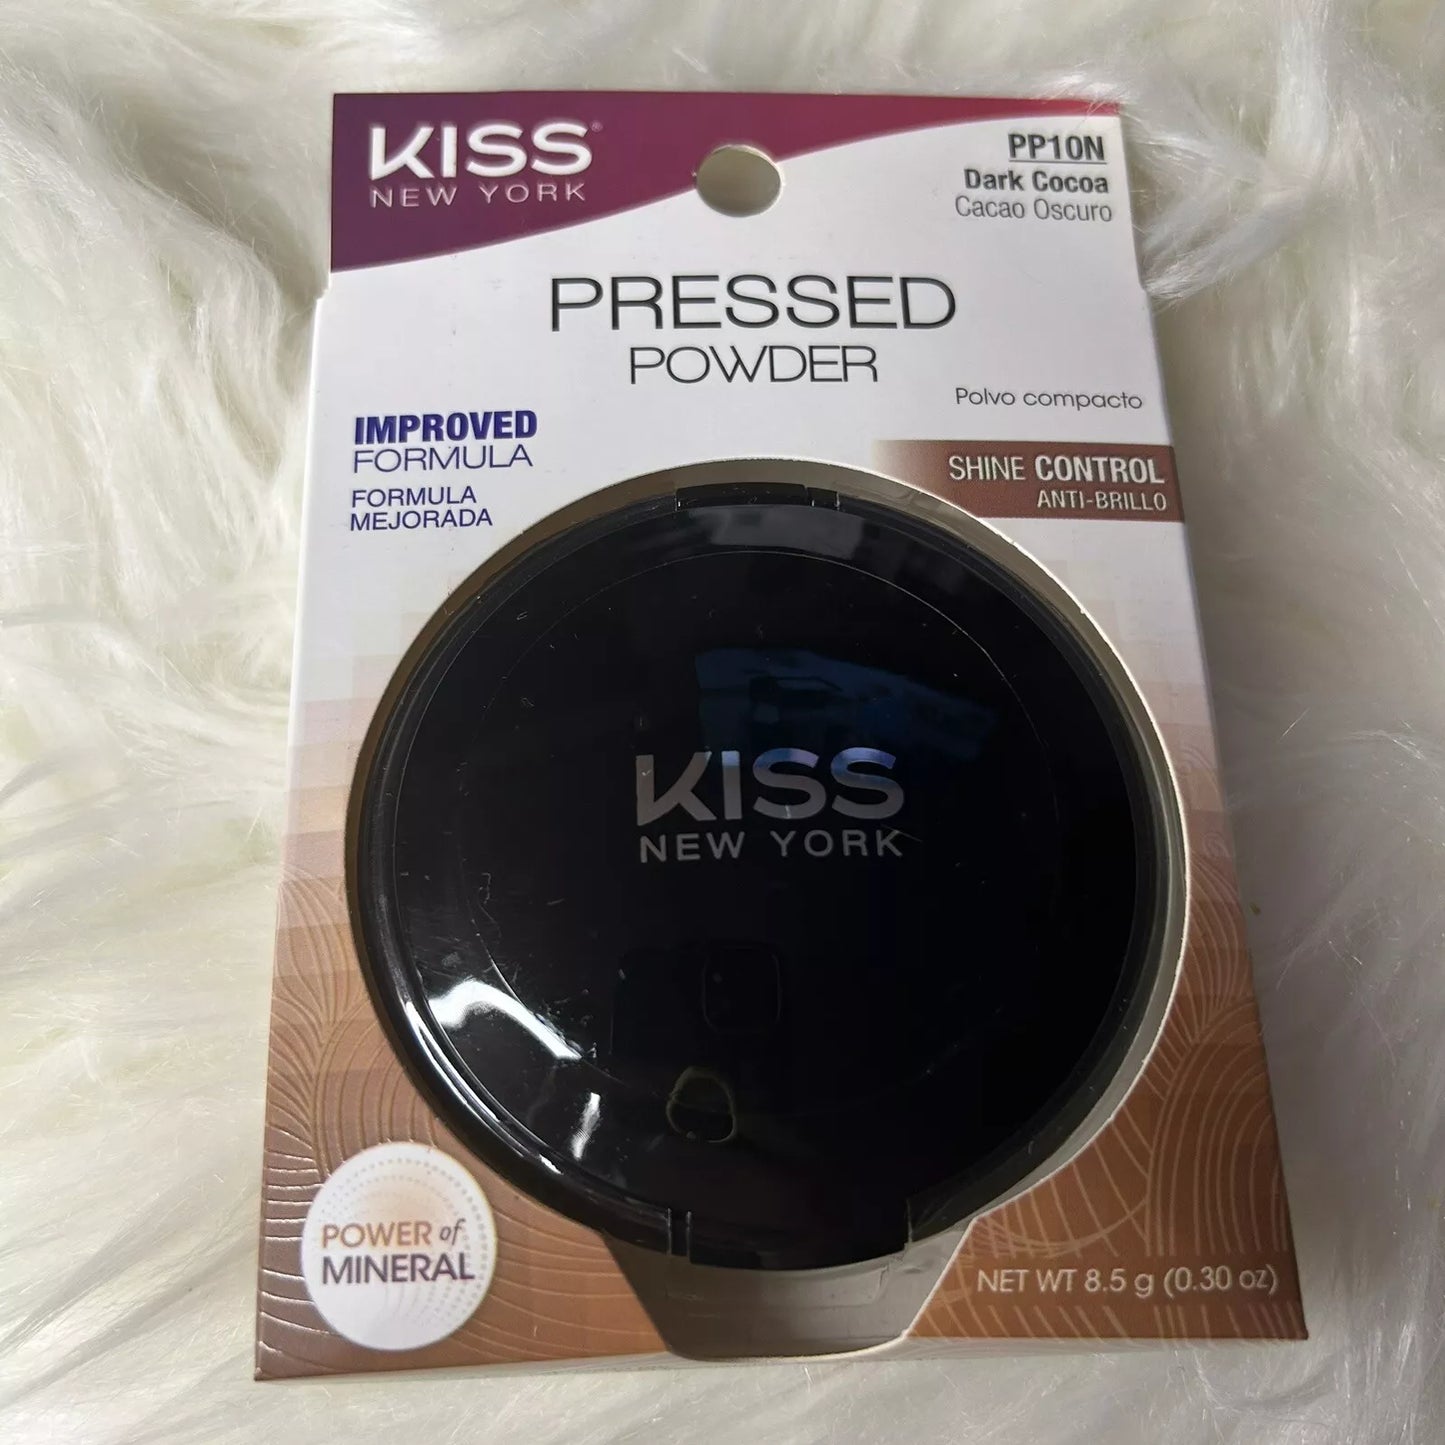 KISS®
NEW YORK
PP10N
Dark Cocoa
Cacao Oscuro
PRESSED
POWDER
Polvo compacto
IMPROVED
FORMULA
FORMULA
MEJORADA
SHINE CONTROL
ANTI-BRILLO
KISS
NEW YORK
POWER of
MINERAL
NET WT 8.5 g (0.30 oz)